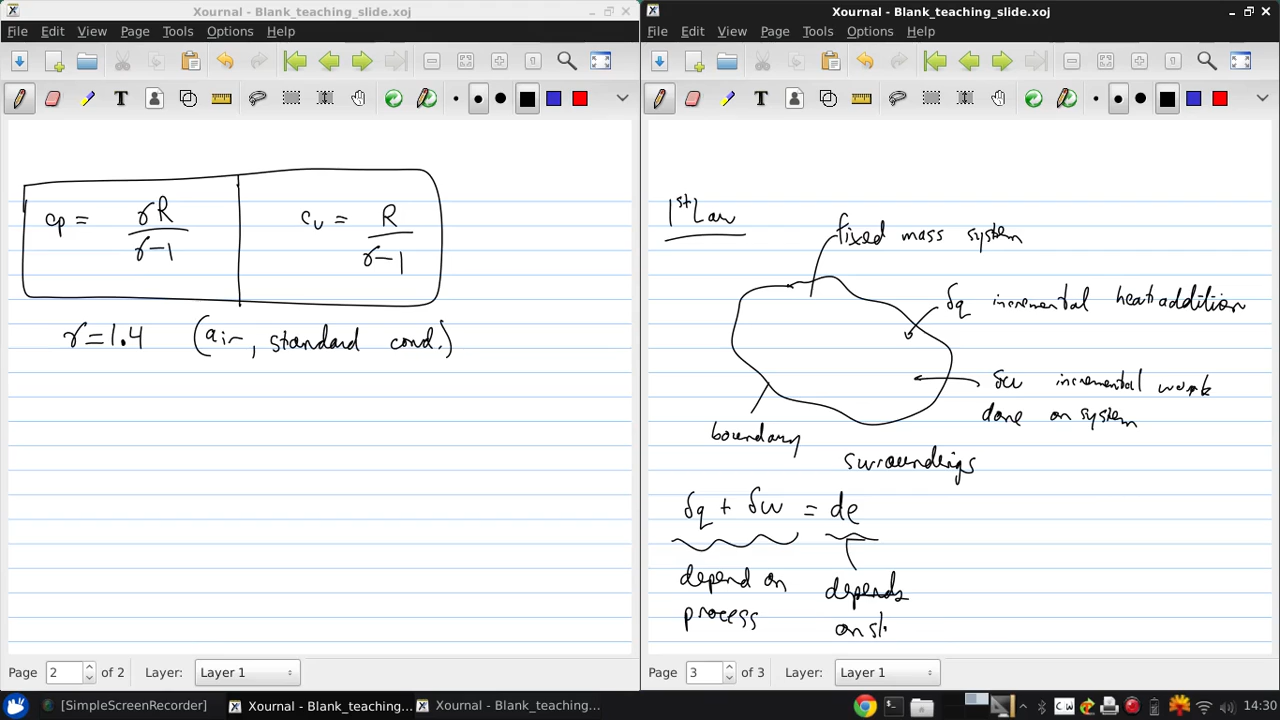 Xournal - Blank_teaching_slide.xoj
File Edit View Page Tools Options Help
cp = γR / γ-1
cv = R / γ-1
γ = 1.4 (air, standard cond.)
Page 2 of 2 Layer: Layer 1
Xournal - Blank_teaching_slide.xoj
File Edit View Page Tools Options Help
1st Law
fixed mass system
δq incremental heat addition
δw incremental work
done on system
boundary
surroundings
δq + δw = de
depend on
process
depends
on st
Page 3 of 3 Layer: Layer 1
[SimpleScreenRecorder] Xournal - Blank_teaching... Xournal - Blank_teaching... CW 14:30